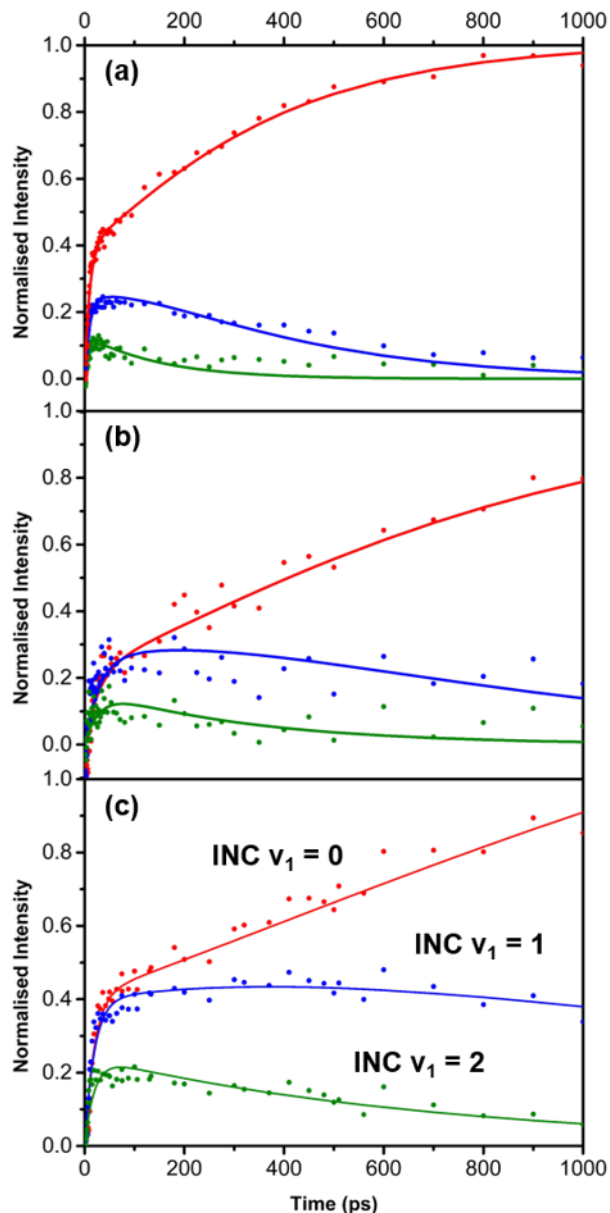 0 200 400 600 800 1000
1.0
(a)
0.8
0.6
0.4
0.2
0.0
Normalised Intensity
1.0
(b)
0.8
0.6
0.4
0.2
0.0
Normalised Intensity
1.0
(c)
0.8
INC v₁ = 0
0.6
INC v₁ = 1
0.4
INC v₁ = 2
0.2
0.0
Normalised Intensity
0 200 400 600 800 1000
Time (ps)